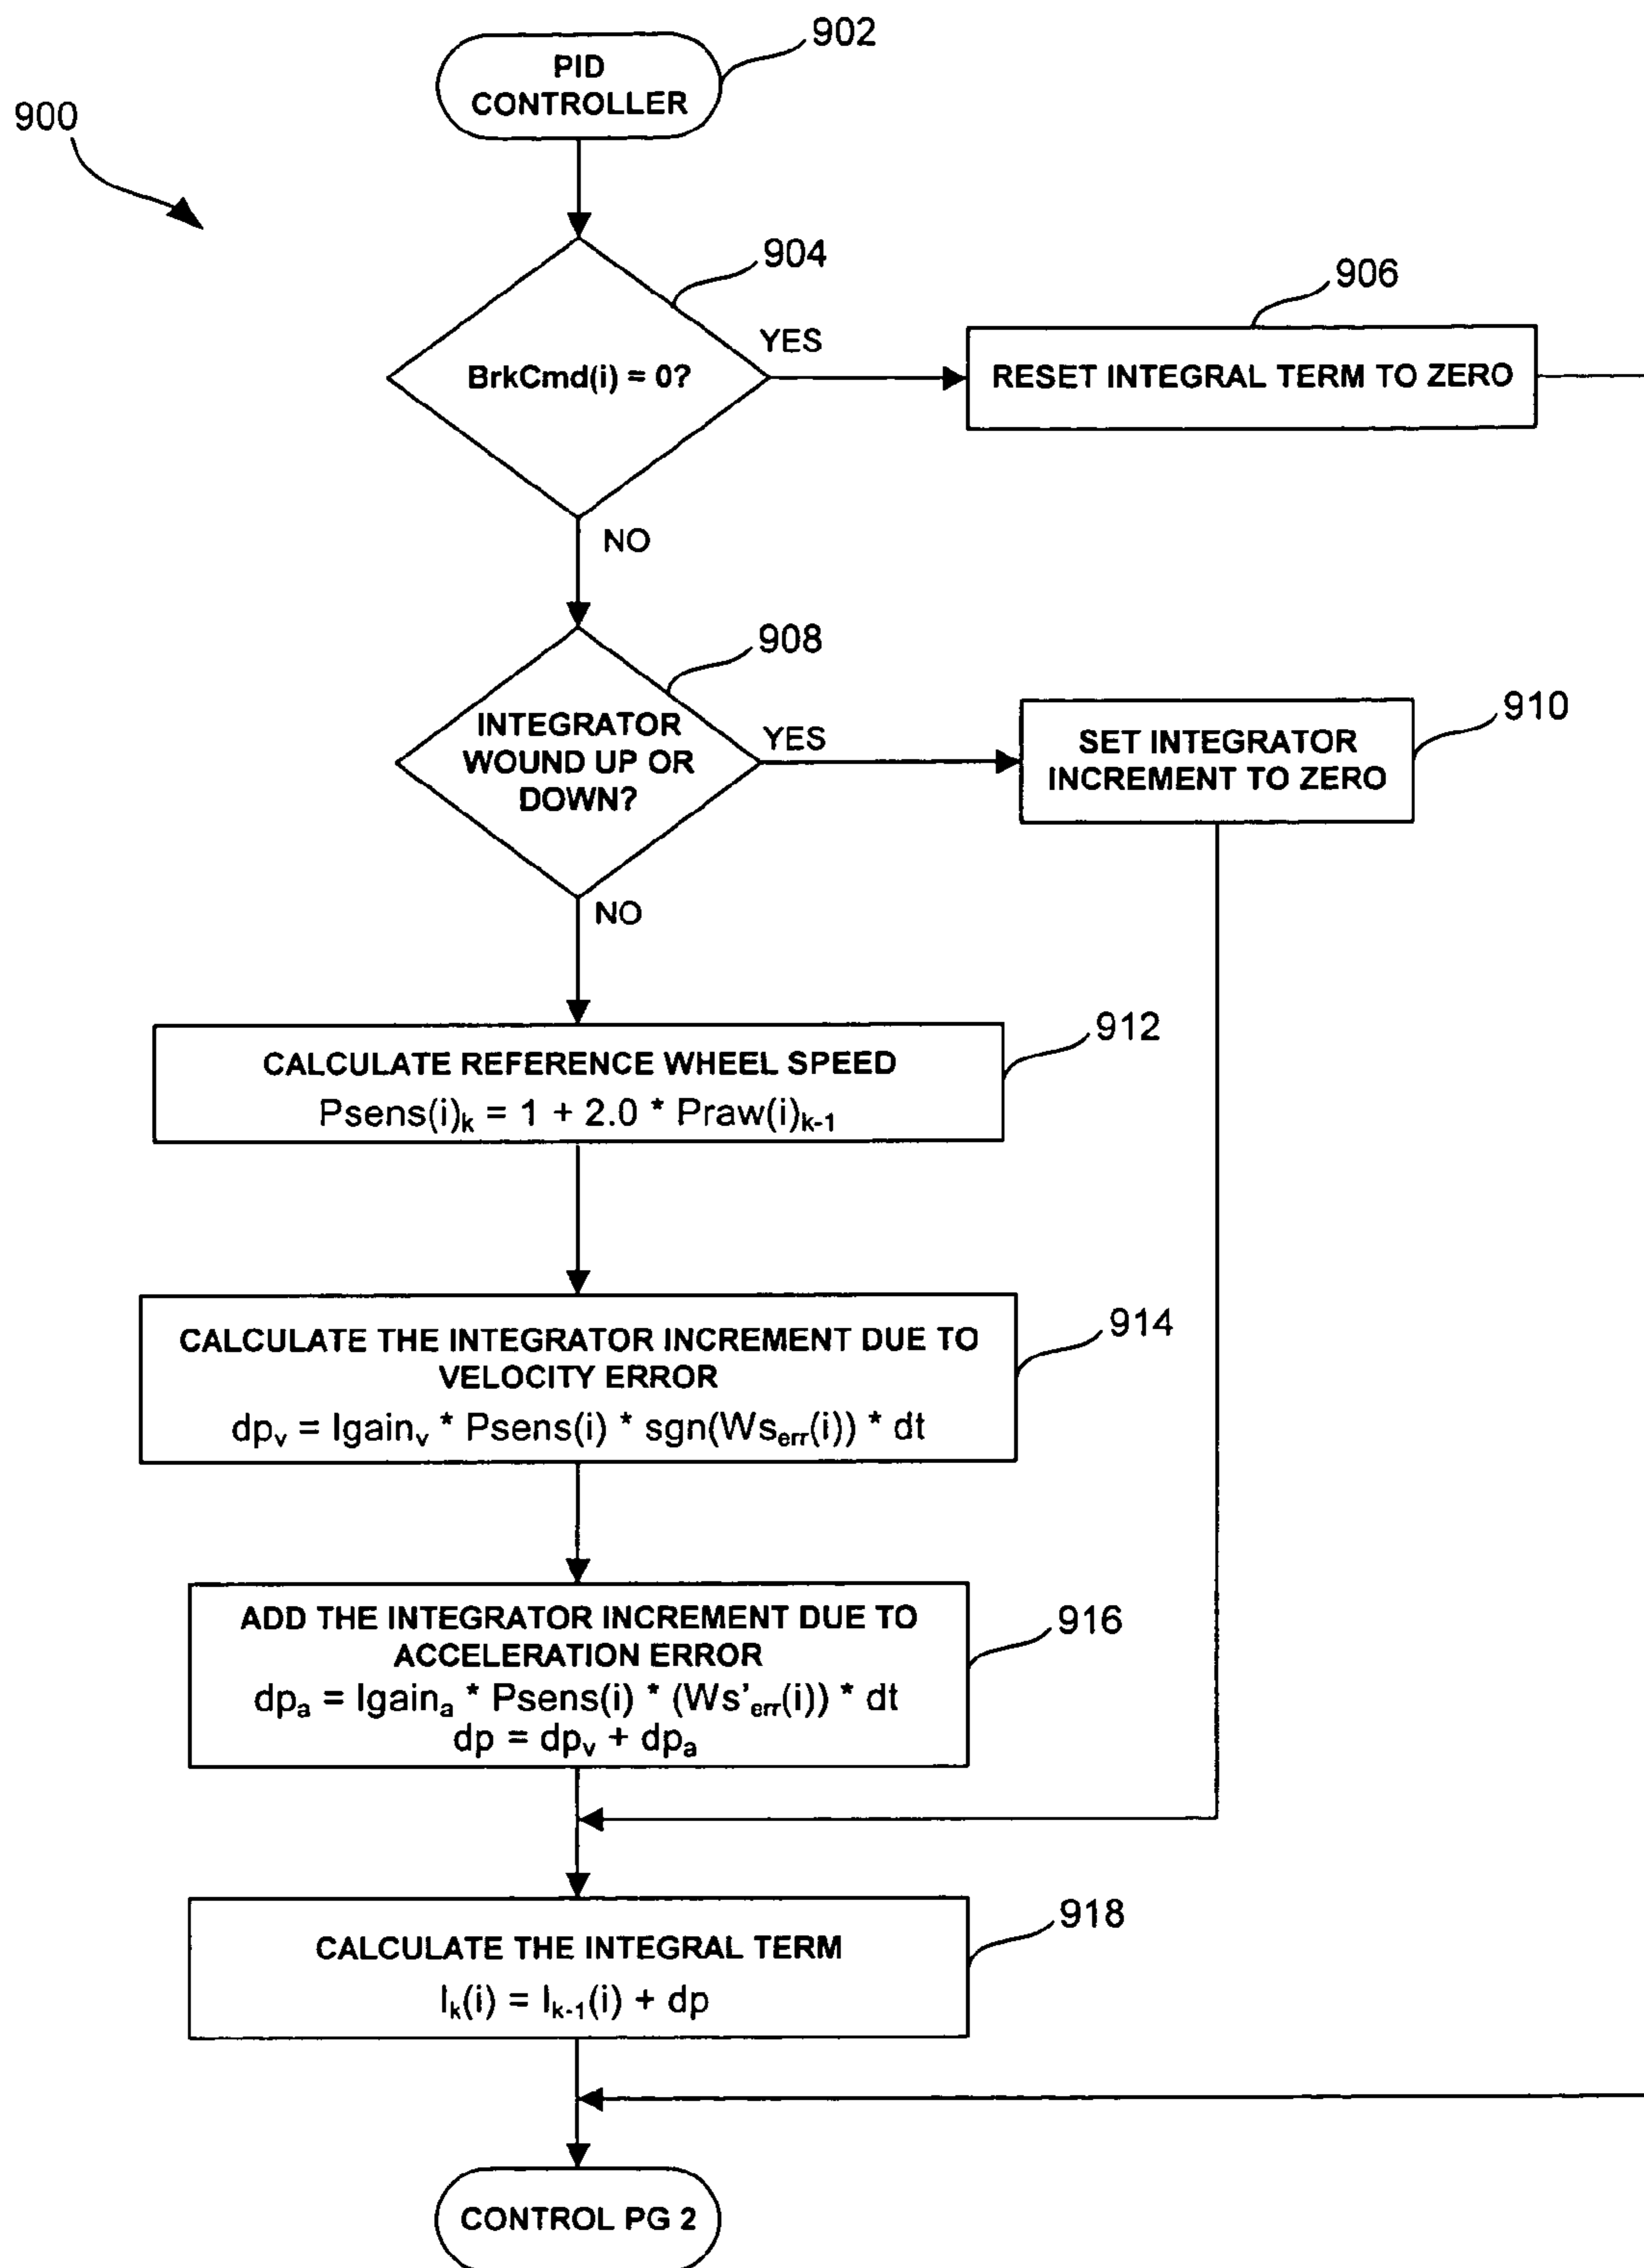 902
PID
CONTROLLER
900
904
BrkCmd(i) = 0?
YES
906
RESET INTEGRAL TERM TO ZERO
NO
908
INTEGRATOR
WOUND UP OR
DOWN?
YES
910
SET INTEGRATOR
INCREMENT TO ZERO
NO
912
CALCULATE REFERENCE WHEEL SPEED
Psens(i)k = 1 + 2.0 * Praw(i)k-1
914
CALCULATE THE INTEGRATOR INCREMENT DUE TO
VELOCITY ERROR
dpv = Igainv * Psens(i) * sgn(Wserr(i)) * dt
916
ADD THE INTEGRATOR INCREMENT DUE TO
ACCELERATION ERROR
dpa = Igaina * Psens(i) * (Ws'err(i)) * dt
dp = dpv + dpa
918
CALCULATE THE INTEGRAL TERM
Ik(i) = Ik-1(i) + dp
CONTROL PG 2